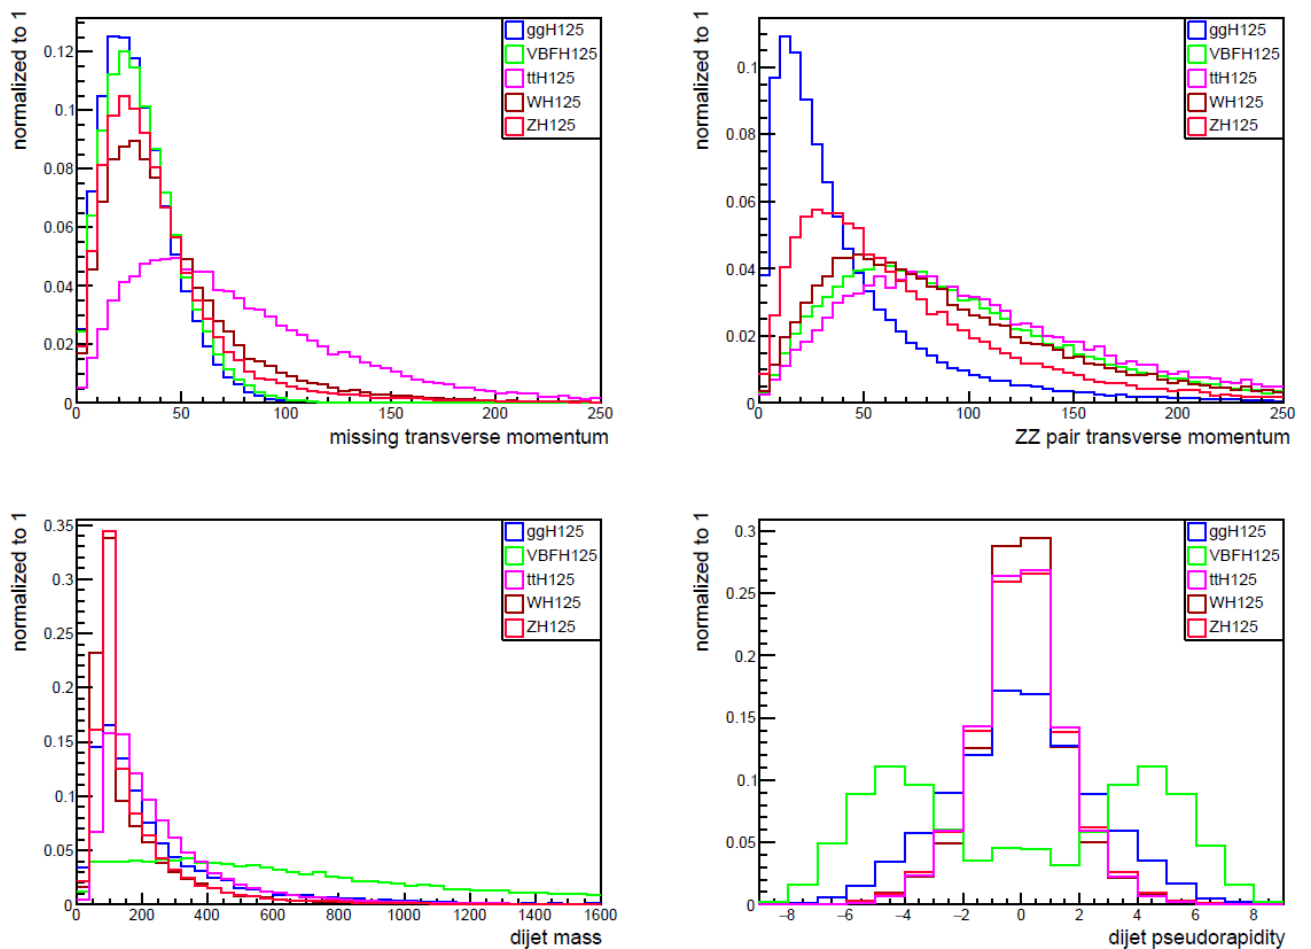 normalized to 1
0.12
0.1
0.08
0.06
0.04
0.02
0
0 50 100 150 200 250
missing transverse momentum
ggH125
VBFH125
ttH125
WH125
ZH125
normalized to 1
0.1
0.08
0.06
0.04
0.02
0
0 50 100 150 200 250
ZZ pair transverse momentum
ggH125
VBFH125
ttH125
WH125
ZH125
normalized to 1
0.35
0.3
0.25
0.2
0.15
0.1
0.05
0
0 200 400 600 800 1000 1200 1400 1600
dijet mass
ggH125
VBFH125
ttH125
WH125
ZH125
normalized to 1
0.3
0.25
0.2
0.15
0.1
0.05
0
−8 −6 −4 −2 0 2 4 6 8
dijet pseudorapidity
ggH125
VBFH125
ttH125
WH125
ZH125